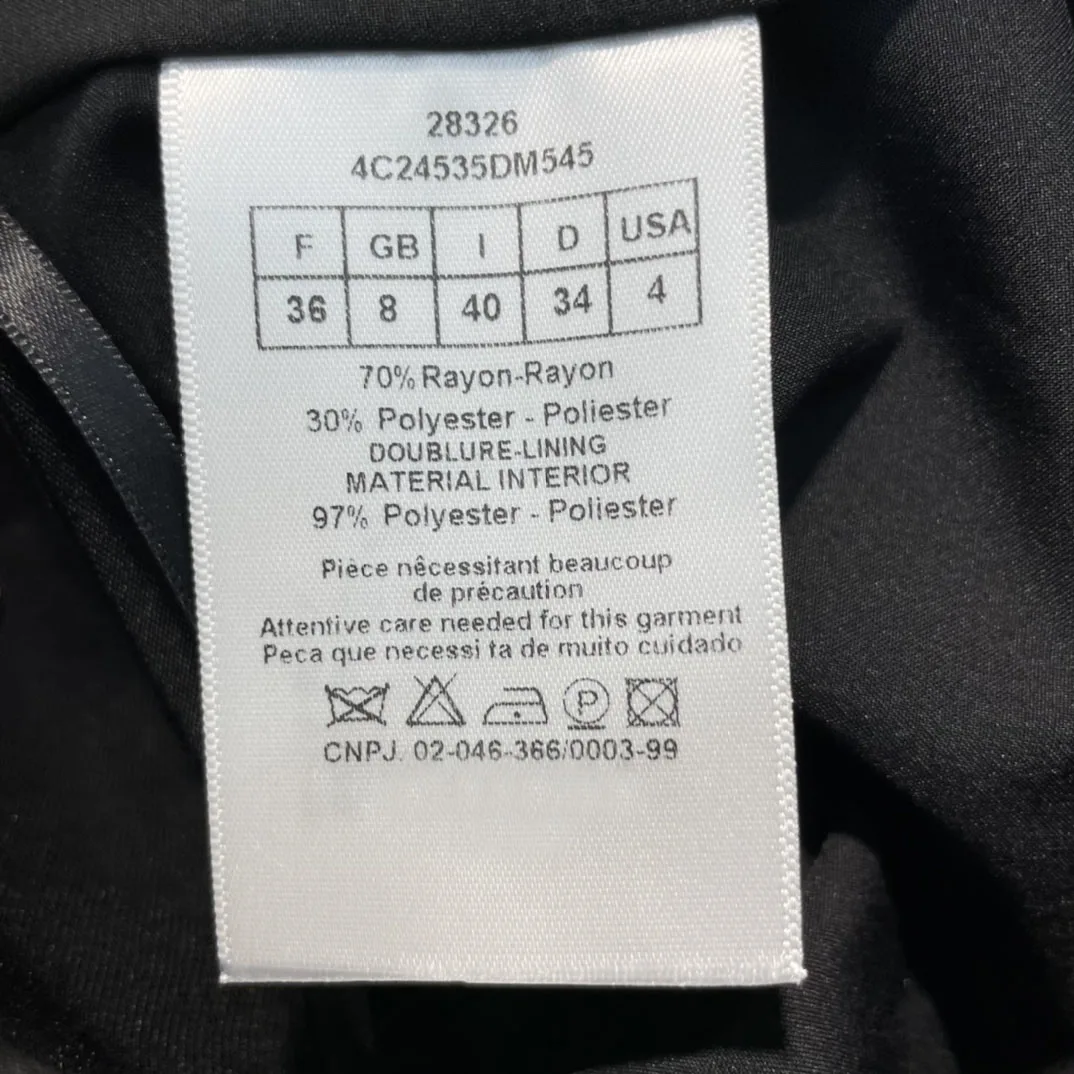 28326
4C24535DM545
F GB I D USA
36 8 40 34 4
70% Rayon-Rayon
30% Polyester - Poliester
DOUBLURE-LINING
MATERIAL INTERIOR
97% Polyester - Poliester
Pièce nêcessitant beaucoup
de précaution
Attentive care needed for this garment
Peca que necessi ta de muito cuidado
P
CNPJ. 02-046-366/0003-99